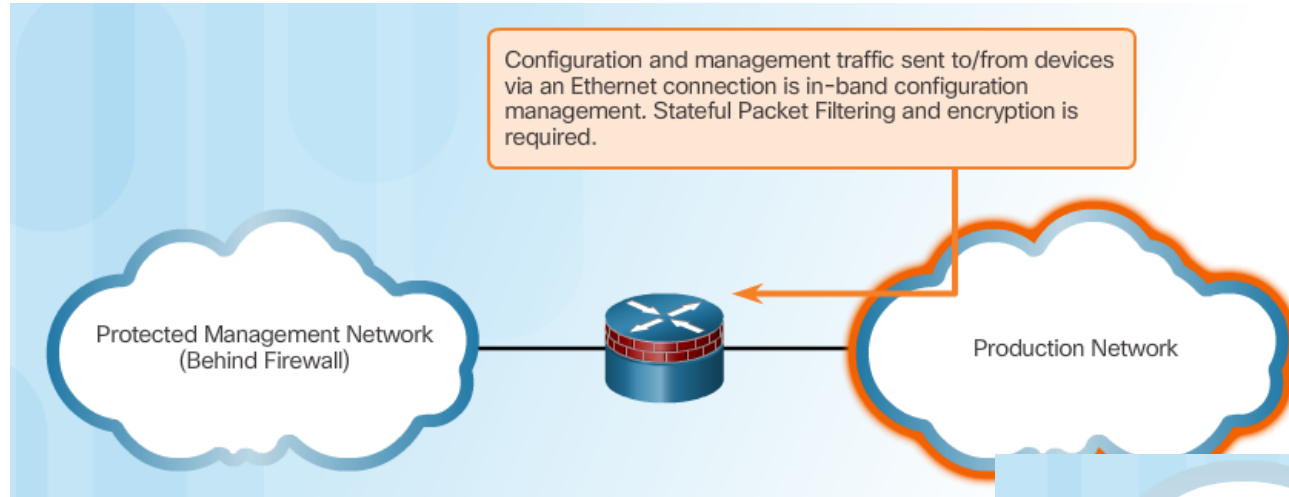 Configuration and management traffic sent to/from devices
via an Ethernet connection is in-band configuration
management. Stateful Packet Filtering and encryption is
required.
Protected Management Network
(Behind Firewall)
Production Network